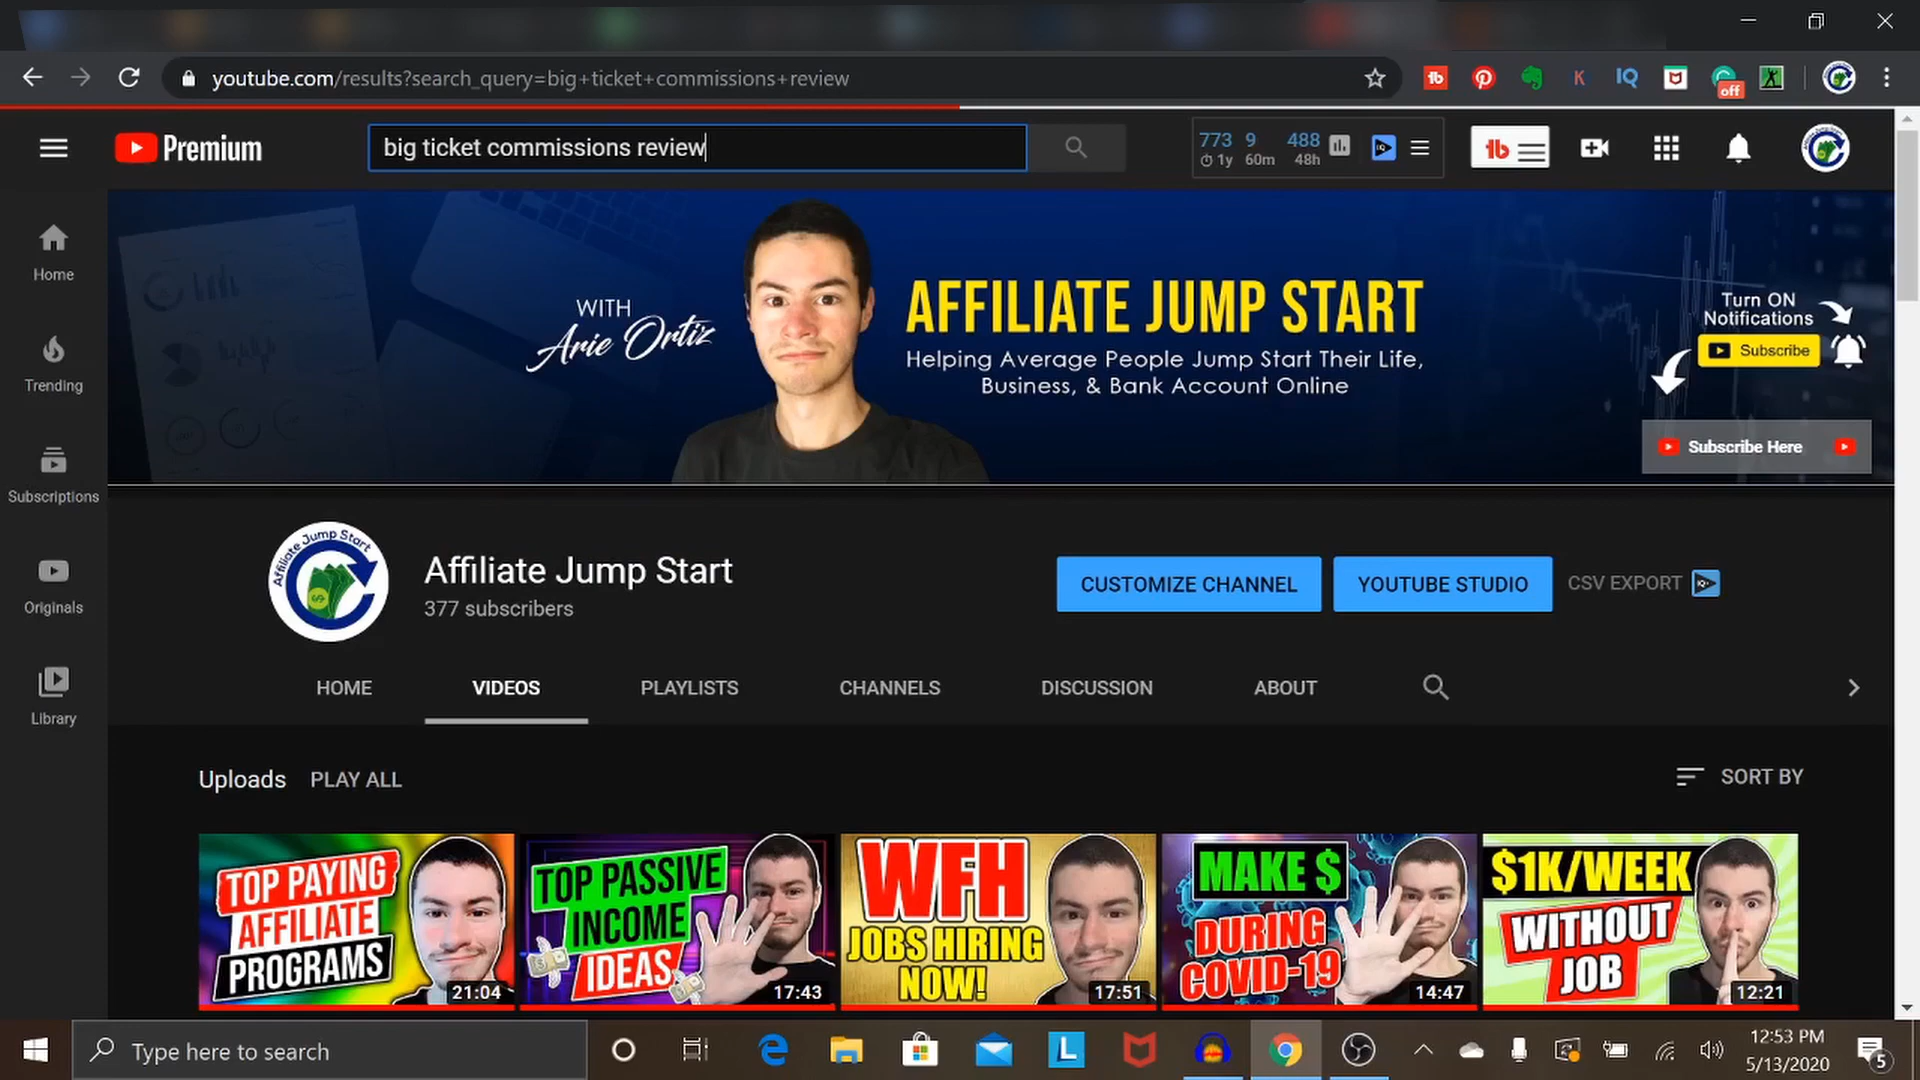 youtube.com/results?search_query=big+ticket+commissions+review
off
Premium
big ticket commissions review
773 9 488
1y 60m 48h
Home
Trending
Subscriptions
Originals
Library
WITH
Arie Ortiz
AFFILIATE JUMP START
Helping Average People Jump Start Their Life,
Business, & Bank Account Online
Turn ON
Notifications
Subscribe
Subscribe Here
Affiliate Jump Start
Affiliate Jump Start
377 subscribers
CUSTOMIZE CHANNEL
YOUTUBE STUDIO
CSV EXPORT
HOME
VIDEOS
PLAYLISTS
CHANNELS
DISCUSSION
ABOUT
Uploads
PLAY ALL
SORT BY
TOP PAYING
AFFILIATE
PROGRAMS
21:04
TOP PASSIVE
INCOME
IDEAS
17:43
WFH
JOBS HIRING
NOW!
17:51
MAKE $
DURING
COVID-19
14:47
$1K/WEEK
WITHOUT
JOB
12:21
Type here to search
12:53 PM
5/13/2020
5